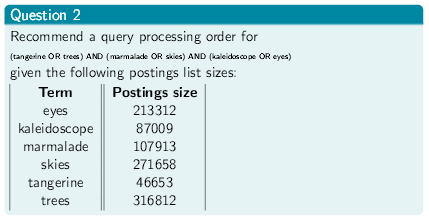 Question 2
Recommend a query processing order for
(tangerine OR trees) AND (marmalade OR skies) AND (kaleidoscope OR eyes)
given the following postings list sizes:
Term Postings size
eyes 213312
kaleidoscope 87009
marmalade 107913
skies 271658
tangerine 46653
trees 316812